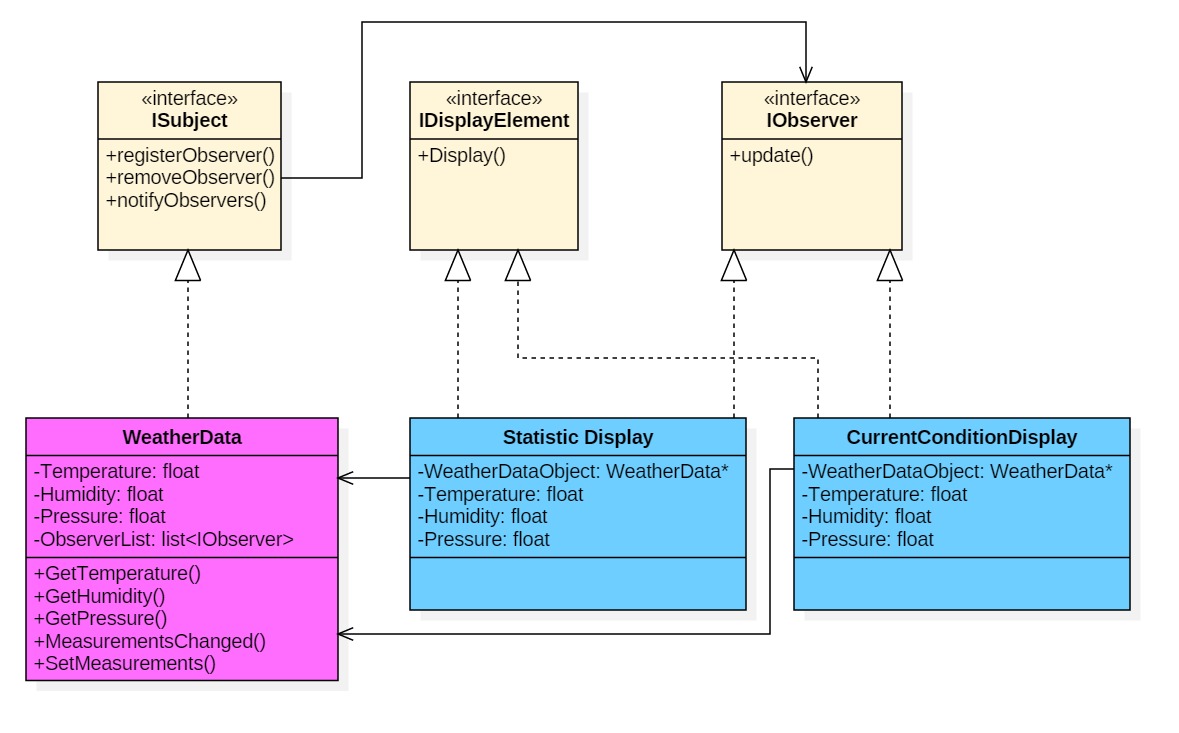 «interface»
ISubject
+registerObserver()
+removeObserver()
+notifyObservers()
«interface»
IDisplayElement
+Display()
«interface»
IObserver
+update()
WeatherData
-Temperature: float
-Humidity: float
-Pressure: float
-ObserverList: list<IObserver>
+GetTemperature()
+GetHumidity()
+GetPressure()
+MeasurementsChanged()
+SetMeasurements()
Statistic Display
-WeatherDataObject: WeatherData*
-Temperature: float
-Humidity: float
-Pressure: float
CurrentConditionDisplay
-WeatherDataObject: WeatherData*
-Temperature: float
-Humidity: float
-Pressure: float